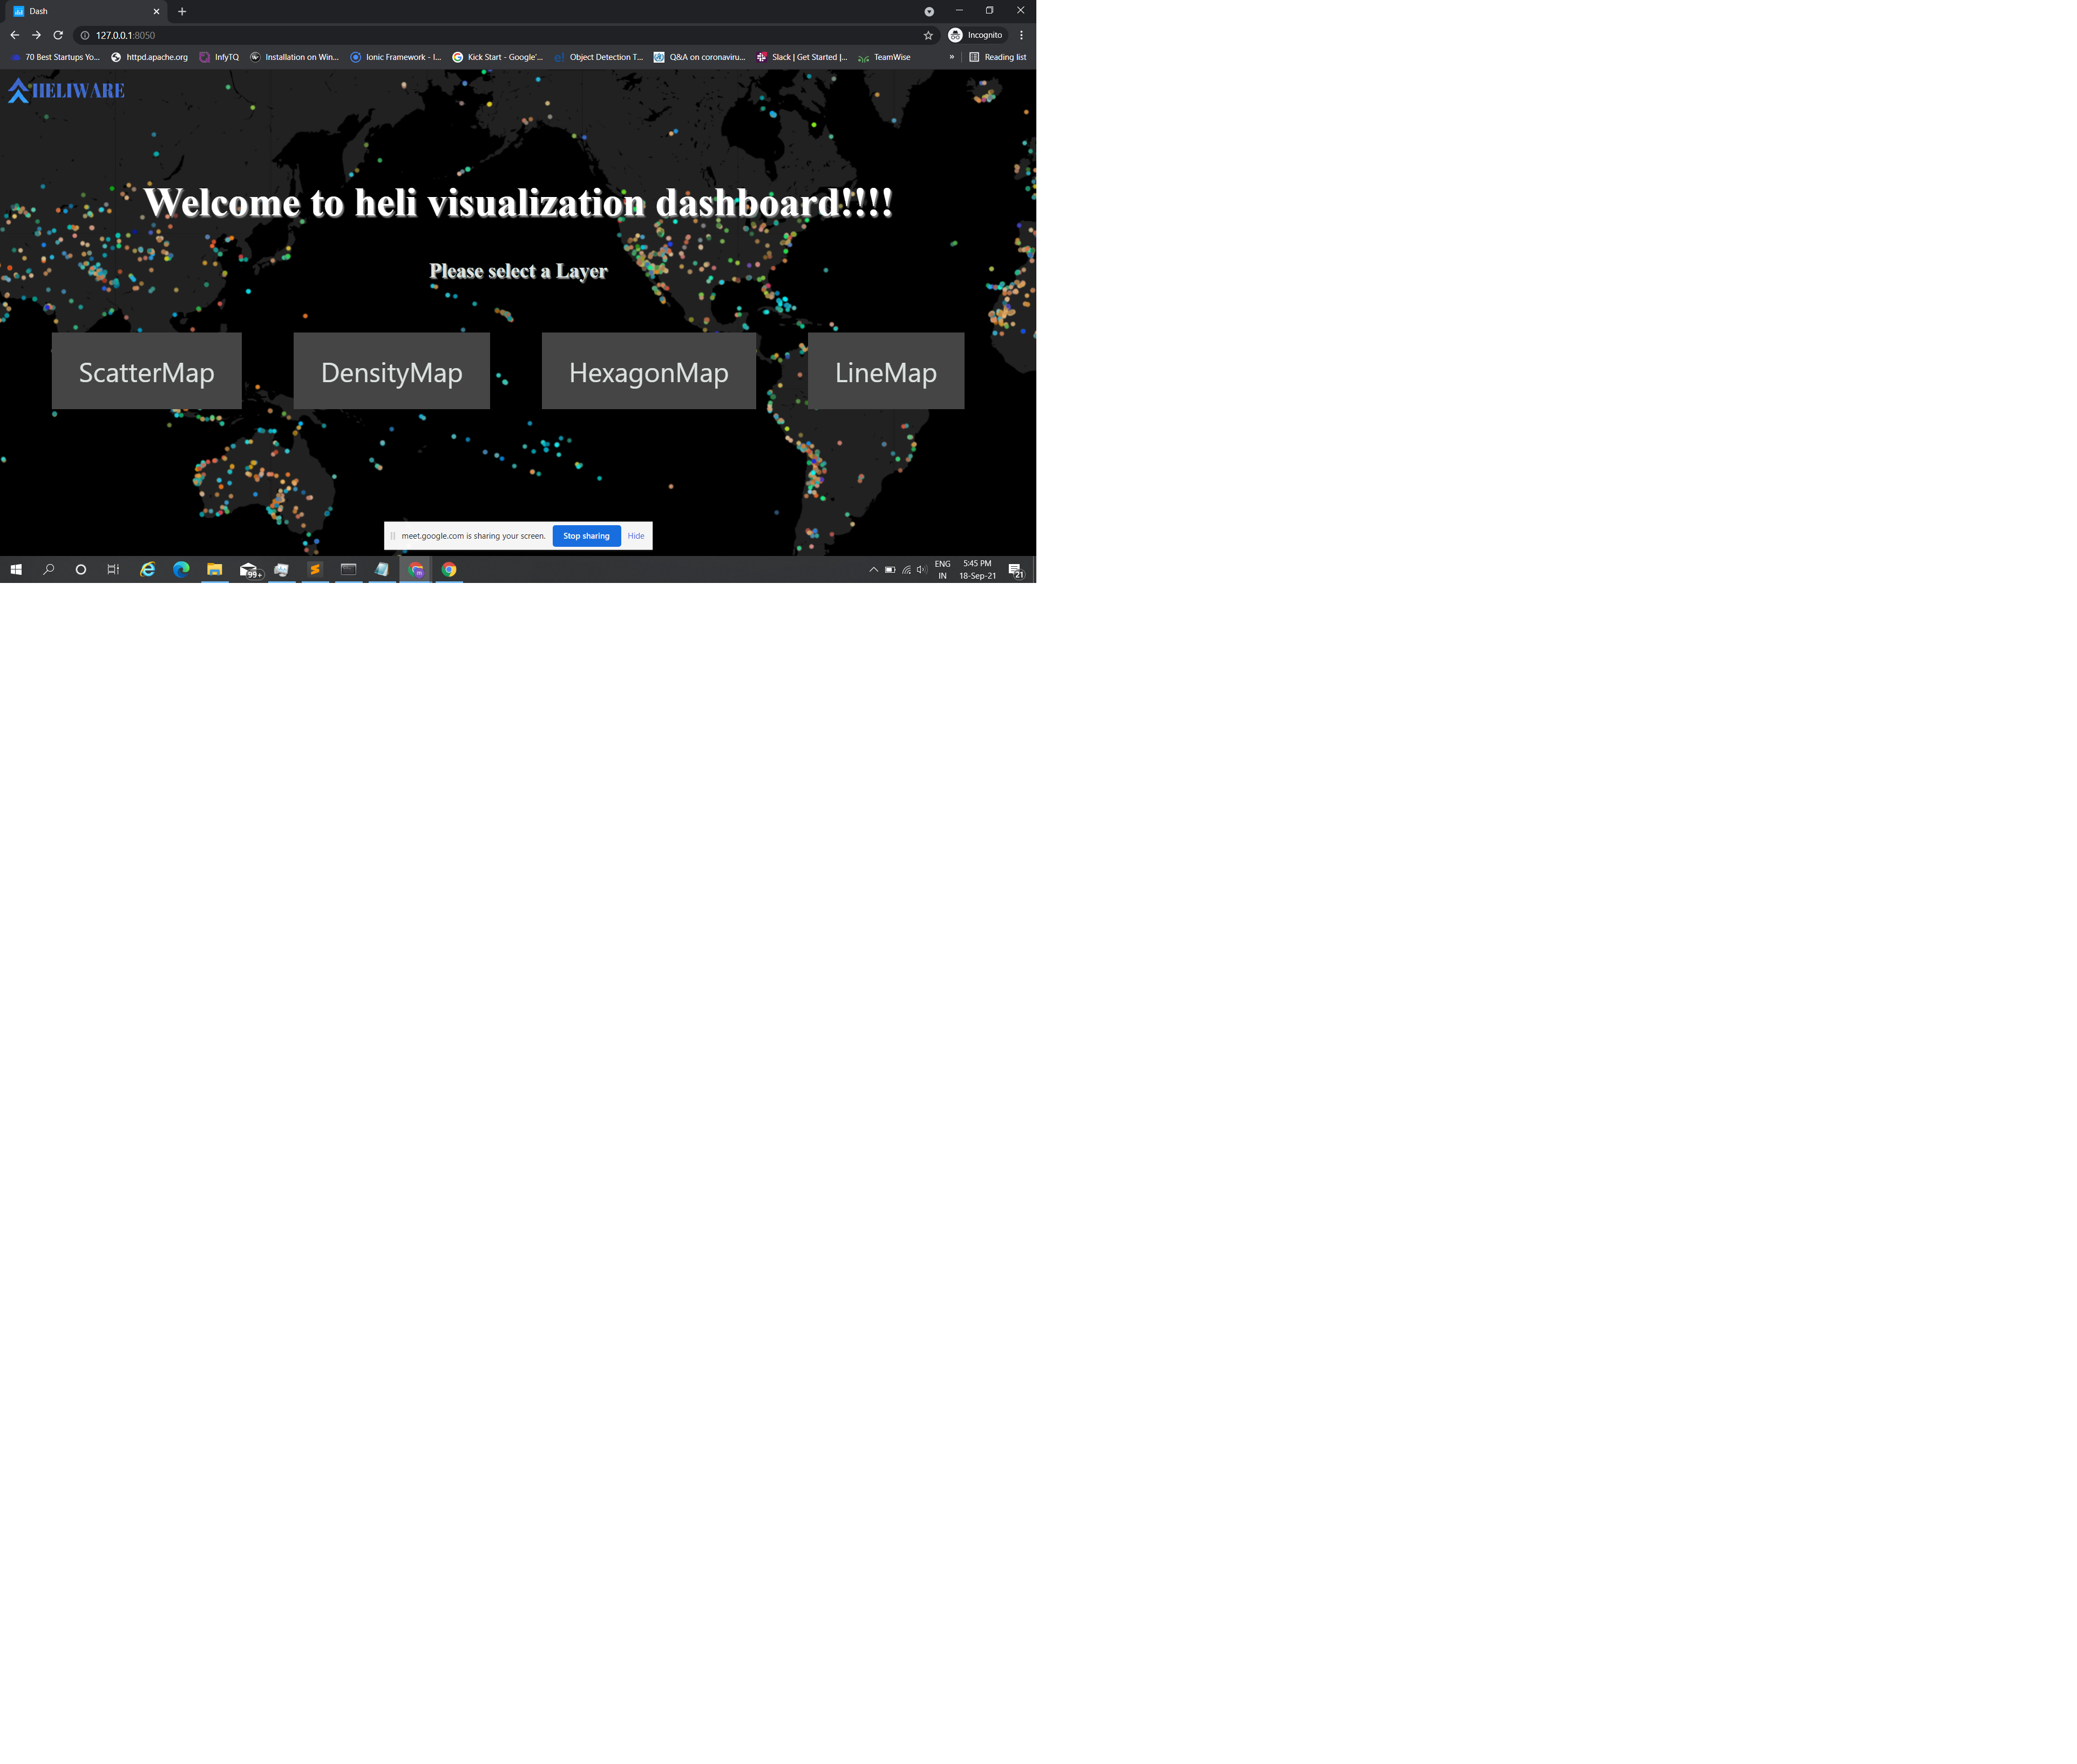 Dash
127.0.0.1:8050
Incognito
70 Best Startups Yo...
httpd.apache.org
InfyTQ
Installation on Win...
Ionic Framework - I...
Kick Start - Google'...
Object Detection T...
Q&A on coronaviru...
Slack | Get Started |...
TeamWise
»
Reading list
HELIWARE
Welcome to heli visualization dashboard!!!!
Please select a Layer
ScatterMap
DensityMap
HexagonMap
LineMap
meet.google.com is sharing your screen.
Stop sharing
Hide
99+
ENG
IN
5:45 PM
18-Sep-21
21